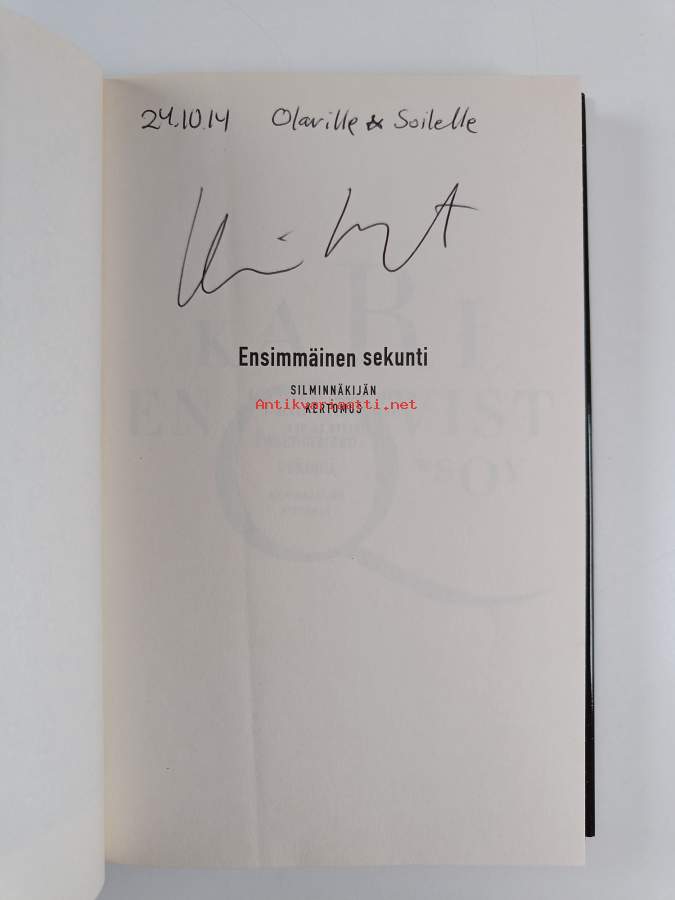 24.10.14 Olaville & Soilelle
Ensimmäinen sekunti
SILMINNÄKIJÄN
Antikvariaatti.net
KERTOMUS